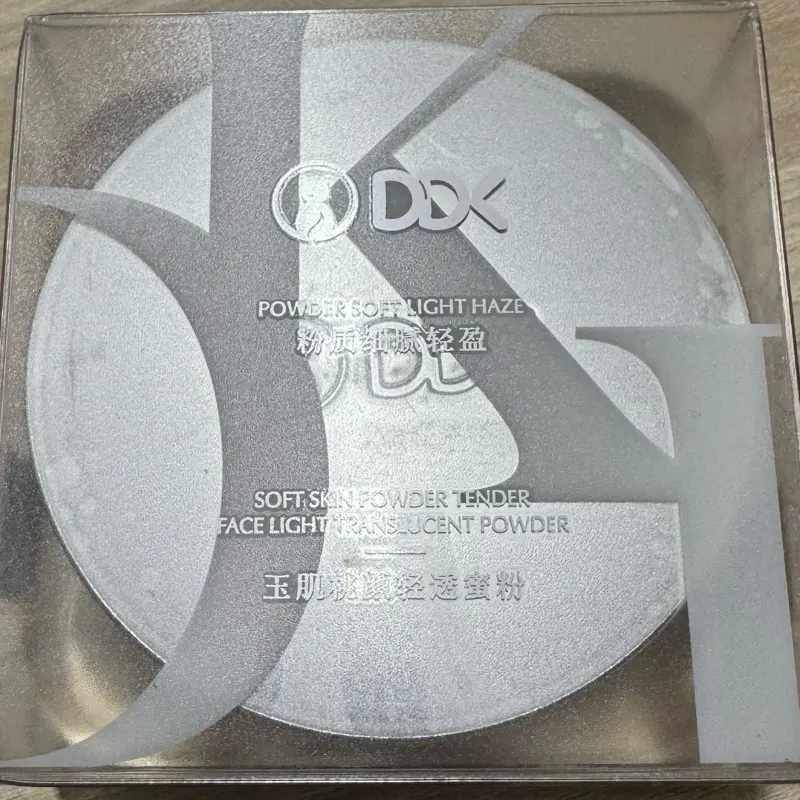 DDK
POWDER SOFT LIGHT HAZE
粉质细腻轻盈
SOFT SKIN POWDER TENDER
FACE LIGHT TRANSLUCENT POWDER
玉肌桃颜轻透蜜粉